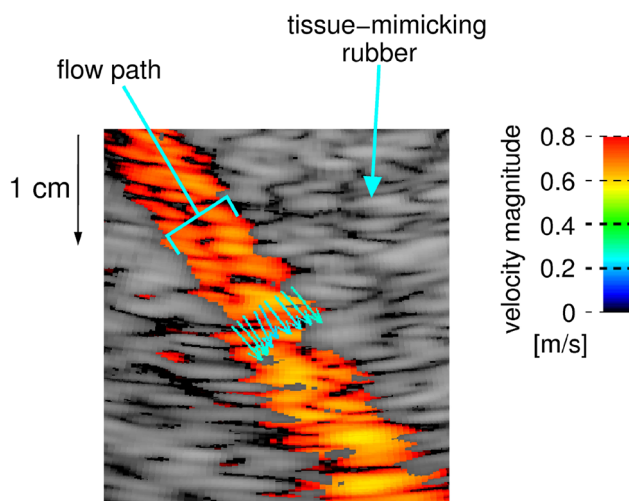 tissue−mimicking
rubber
flow path
1 cm
velocity magnitude
[m/s]
0.8
0.6
0.4
0.2
0